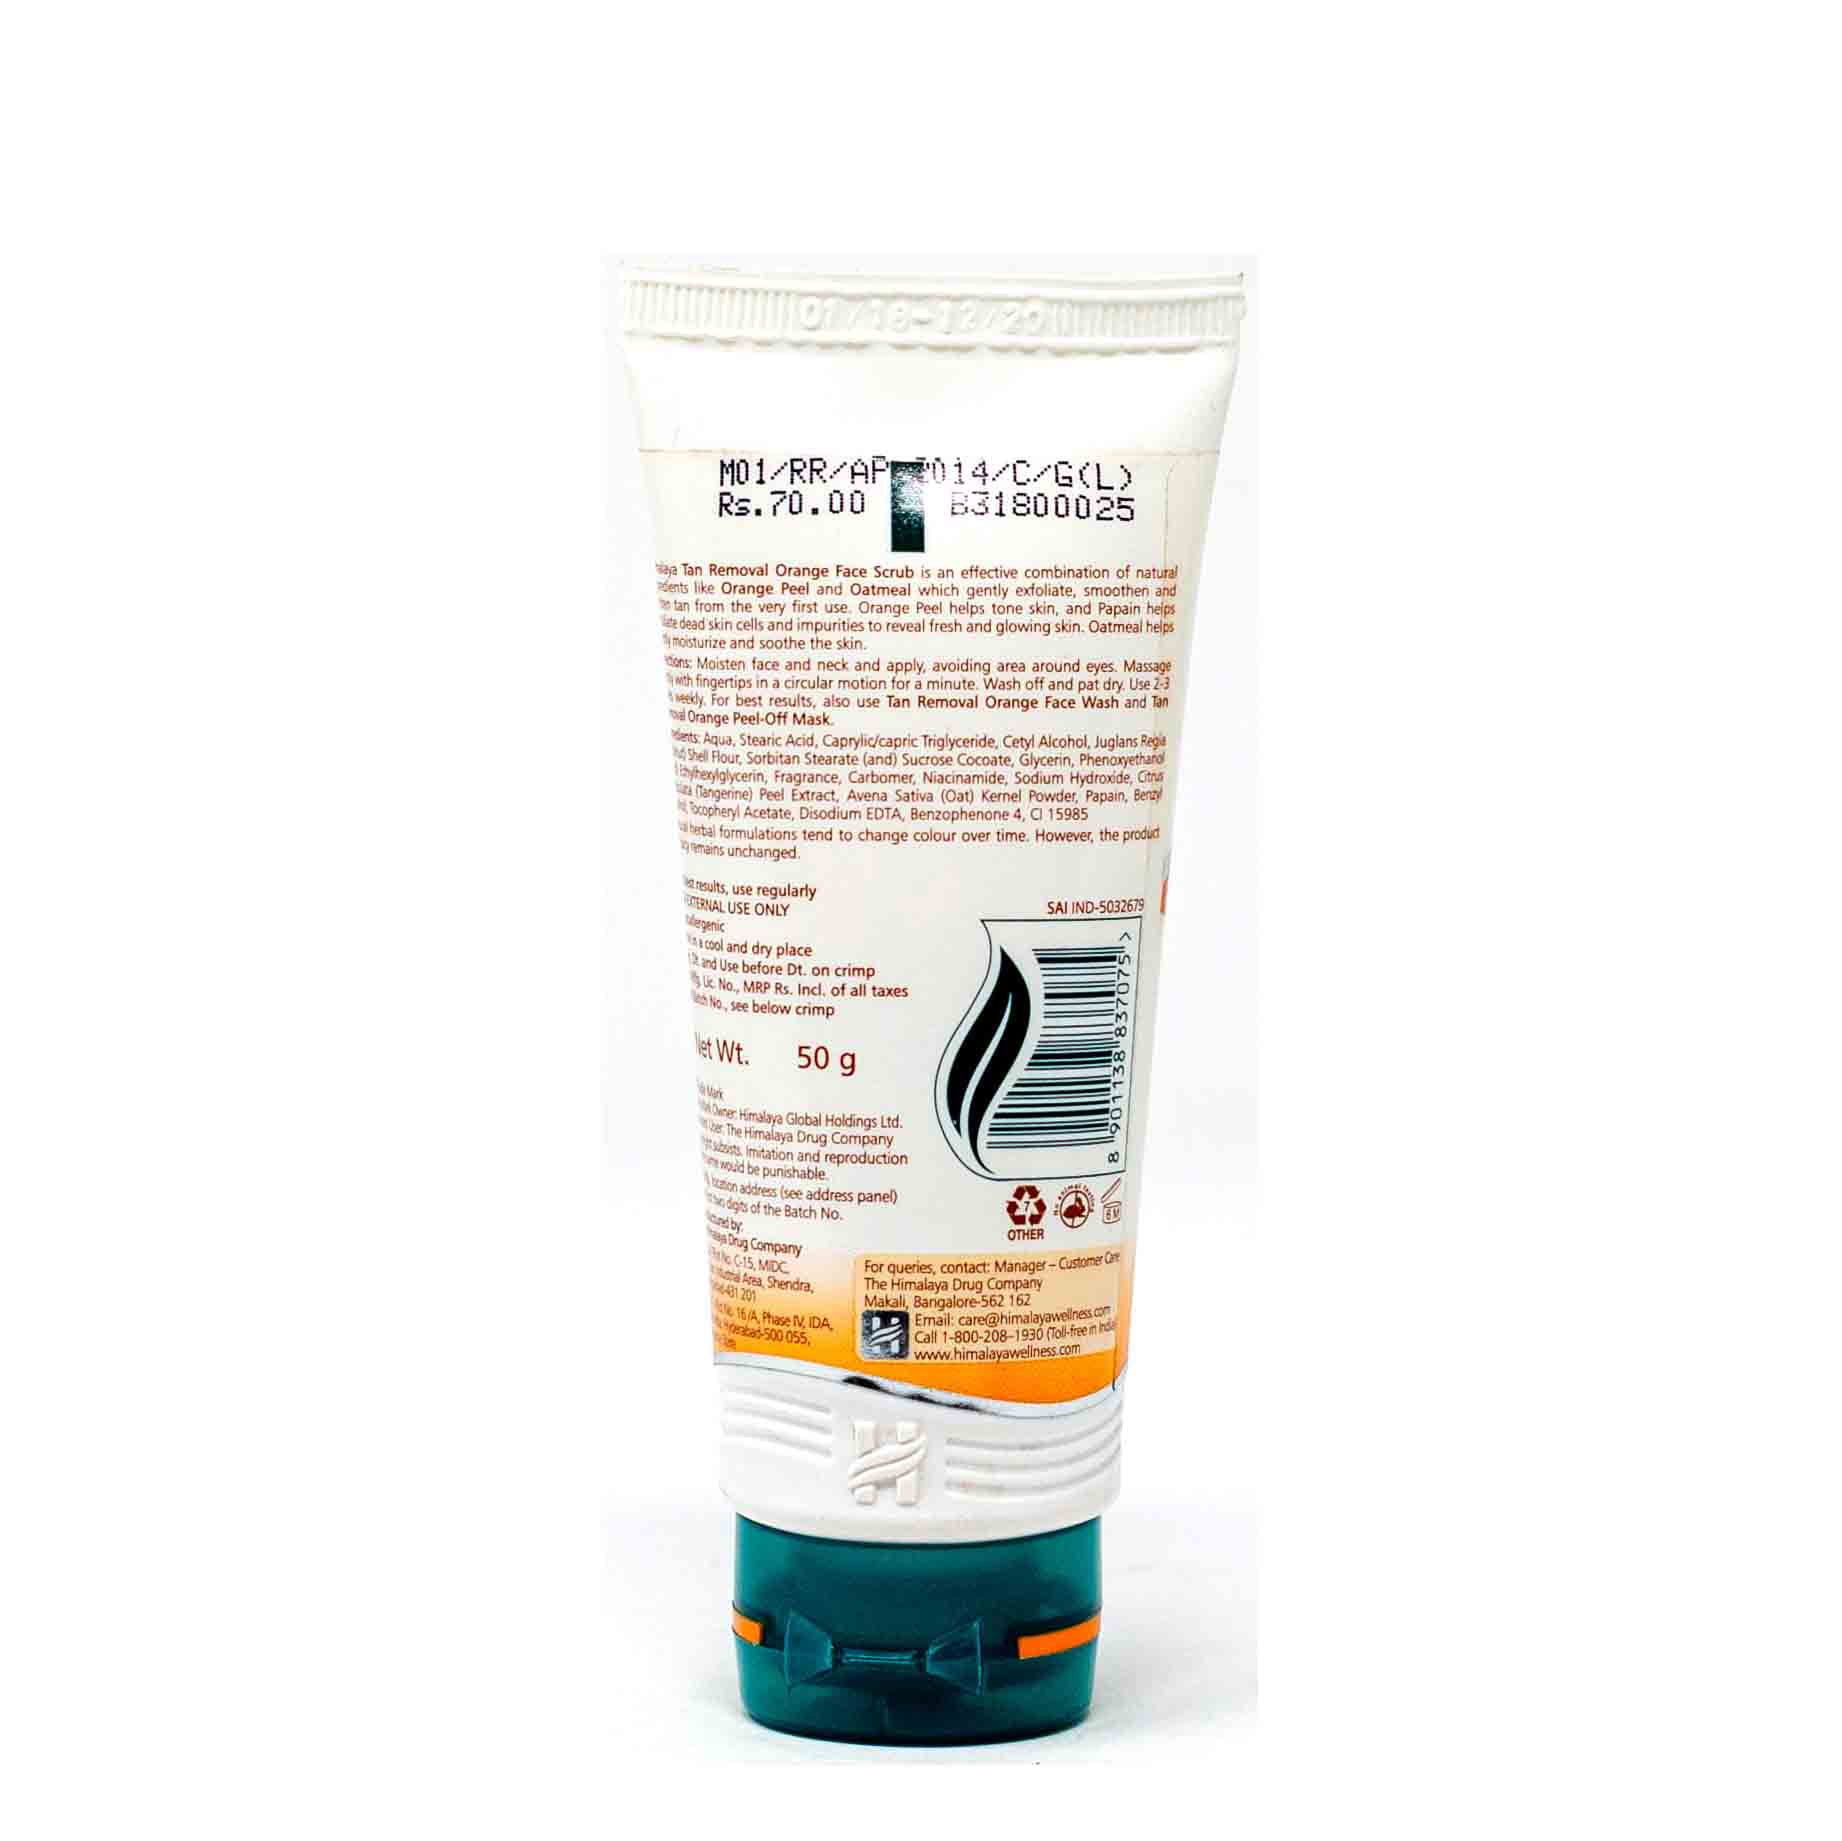 01/18-12/20
M01/RR/AP 2014/C/G(L)
Rs.70.00 B31800025
Tan Removal Orange Face Scrub is an effective combination of natural
like Orange Peel and Oatmeal which gently exfoliate, smoothen and
tan from the very first use. Orange Peel helps tone skin, and Papain helps
dead skin cells and impurities to reveal fresh and glowing skin. Oatmeal helps
moisturize and soothe the skin.
Moisten face and neck and apply, avoiding area around eyes. Massage
with fingertips in a circular motion for a minute. Wash off and pat dry. Use 2-3
weekly. For best results, also use Tan Removal Orange Face Wash and Tan
Orange Peel-Off Mask.
Aqua, Stearic Acid, Caprylic/capric Triglyceride, Cetyl Alcohol, Juglans Regia
Shell Flour, Sorbitan Stearate (and) Sucrose Cocoate, Glycerin, Phenoxyethanol
Ethylhexylglycerin, Fragrance, Carbomer, Niacinamide, Sodium Hydroxide, Citrus
(Tangerine) Peel Extract, Avena Sativa (Oat) Kernel Powder, Papain, Benzyl
Tocopheryl Acetate, Disodium EDTA, Benzophenone 4, CI 15985
herbal formulations tend to change colour over time. However, the product
remains unchanged.
results, use regularly
USE ONLY
in a cool and dry place
Dt. and Use before Dt. on crimp
Lic. No., MRP Rs. Incl. of all taxes
No., see below crimp
SAI IND-5032679
8 901138 837075 >
Net Wt. 50 g
Mark
Owner: Himalaya Global Holdings Ltd.
User: The Himalaya Drug Company
subsists. Imitation and reproduction
would be punishable.
location address (see address panel)
two digits of the Batch No.
by:
Drug Company
No. C-15, MIDC,
Industrial Area, Shendra,
431 201
No. 16 /A, Phase IV, IDA,
Hyderabad-500 055,
7
OTHER
No animal testing
6 M
For queries, contact: Manager – Customer Care
The Himalaya Drug Company
Makali, Bangalore-562 162
Email: care@himalayawellness.com
Call 1-800-208-1930 (Toll-free in India)
www.himalayawellness.com
H
H